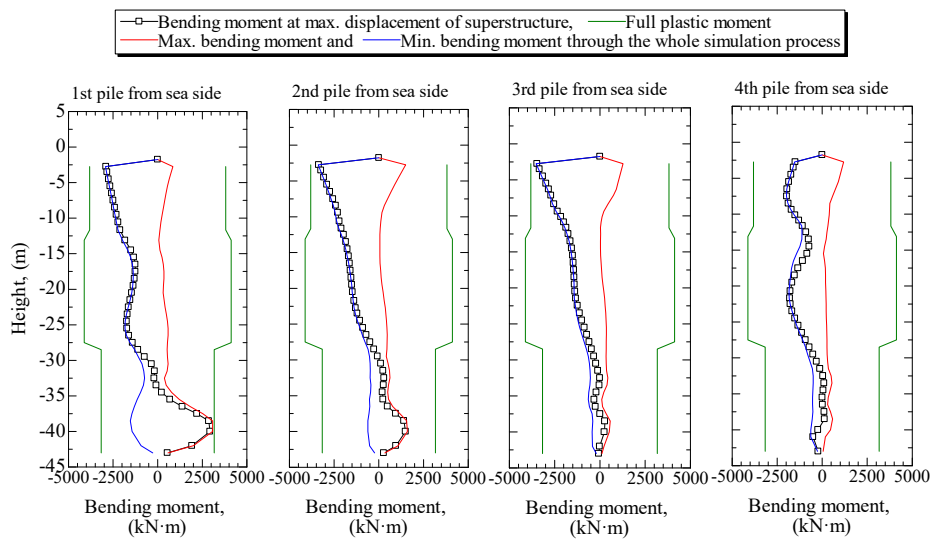 Bending moment at max. displacement of superstructure, Full plastic moment
Max. bending moment and Min. bending moment through the whole simulation process
1st pile from sea side 2nd pile from sea side 3rd pile from sea side 4th pile from sea side
5
0
-5
-10
-15
-20
-25
-30
-35
-40
-45
Height, (m)
-5000 -2500 0 2500 5000 -5000 -2500 0 2500 5000 -5000 -2500 0 2500 5000 -5000 -2500 0 2500 5000
Bending moment, Bending moment, Bending moment, Bending moment,
(kN·m) (kN·m) (kN·m) (kN·m)